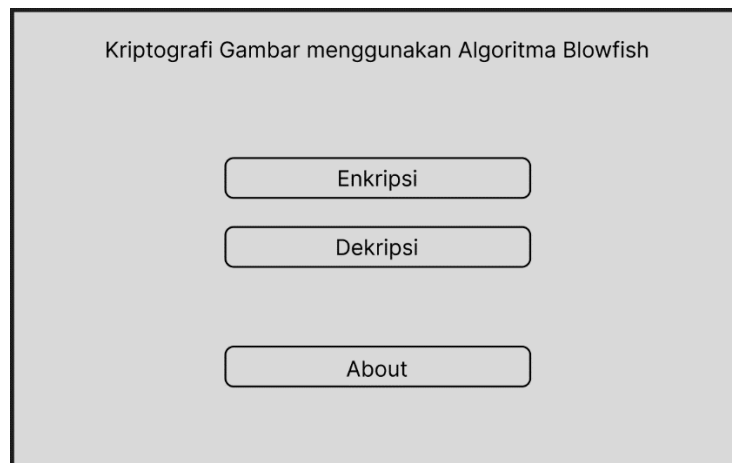 Kriptografi Gambar menggunakan Algoritma Blowfish
Enkripsi
Dekripsi
About